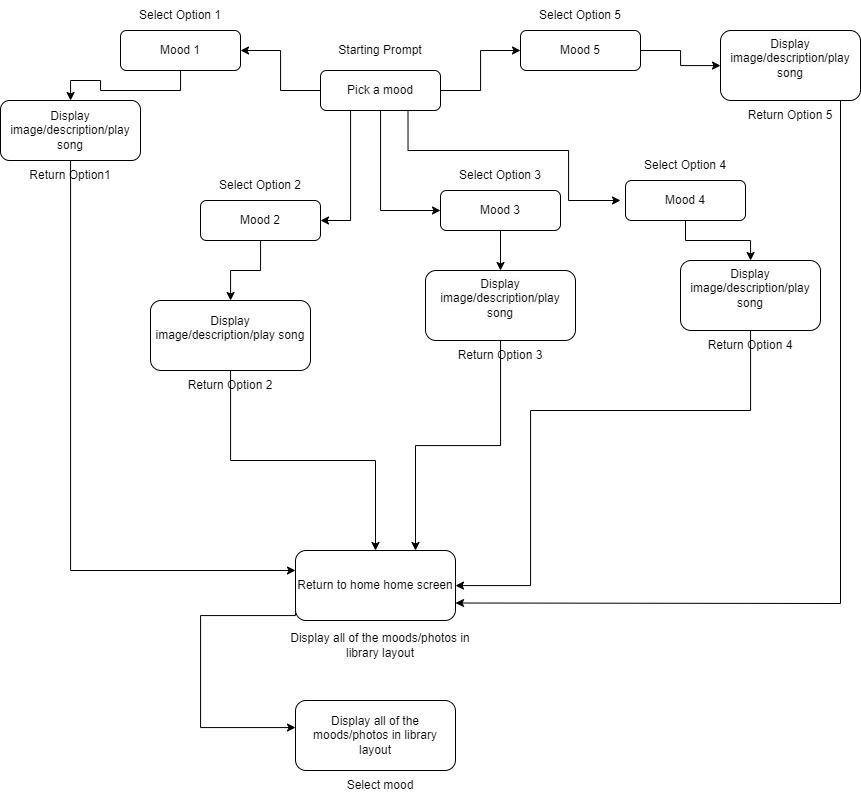 Select Option 1
Select Option 5
Mood 1
Starting Prompt
Mood 5
Display
image/description/play
song
Pick a mood
Display
image/description/play
song
Return Option 5
Return Option1
Select Option 2
Select Option 3
Select Option 4
Mood 2
Mood 3
Mood 4
Display
image/description/play song
Display
image/description/play
song
Display
image/description/play
song
Return Option 2
Return Option 3
Return Option 4
Return to home home screen
Display all of the moods/photos in
library layout
Display all of the
moods/photos in library
layout
Select mood